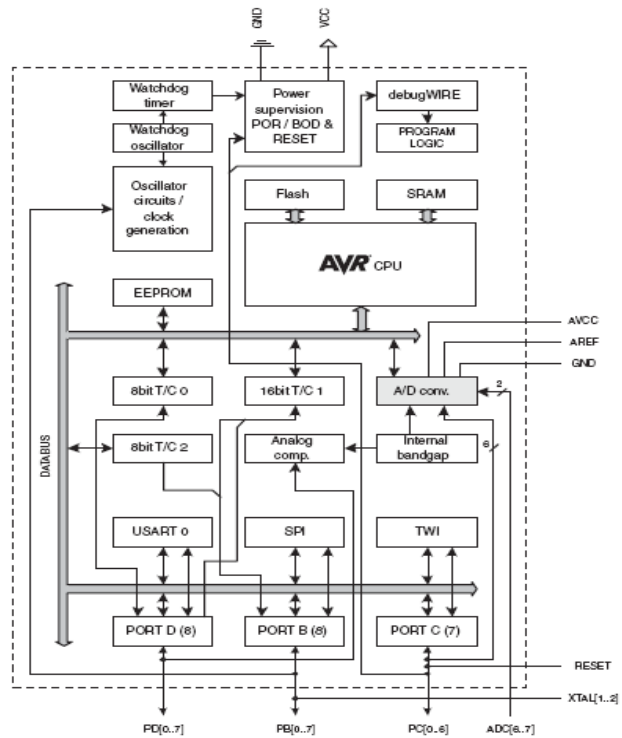 GND
VCC
Watchdog
timer
Power
supervision
POR / BOD &
RESET
debugWIRE
Watchdog
oscillator
PROGRAM
LOGIC
Oscillator
circuits /
clock
generation
Flash
SRAM
AVR CPU
EEPROM
AVCC
AREF
GND
2
8bit T/C 0
16bit T/C 1
A/D conv.
8bit T/C 2
Analog
comp.
Internal
bandgap
6
DATABUS
USART 0
SPI
TWI
PORT D (8)
PORT B (8)
PORT C (7)
RESET
XTAL[1..2]
PD[0..7]
PB[0..7]
PC[0..6]
ADC[6..7]